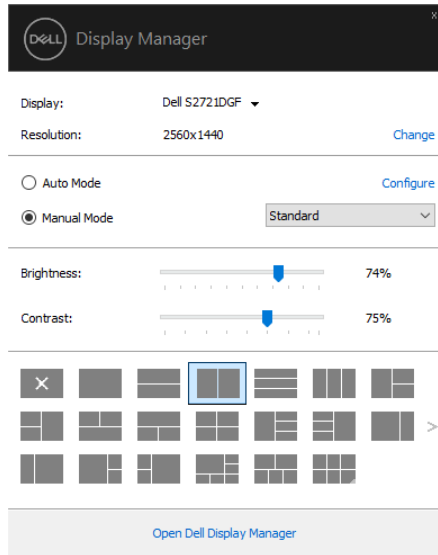 DELL Display Manager
x
Display: Dell S2721DGF
Resolution: 2560x1440 Change
Auto Mode Configure
Manual Mode Standard
Brightness: 74%
Contrast: 75%
Open Dell Display Manager